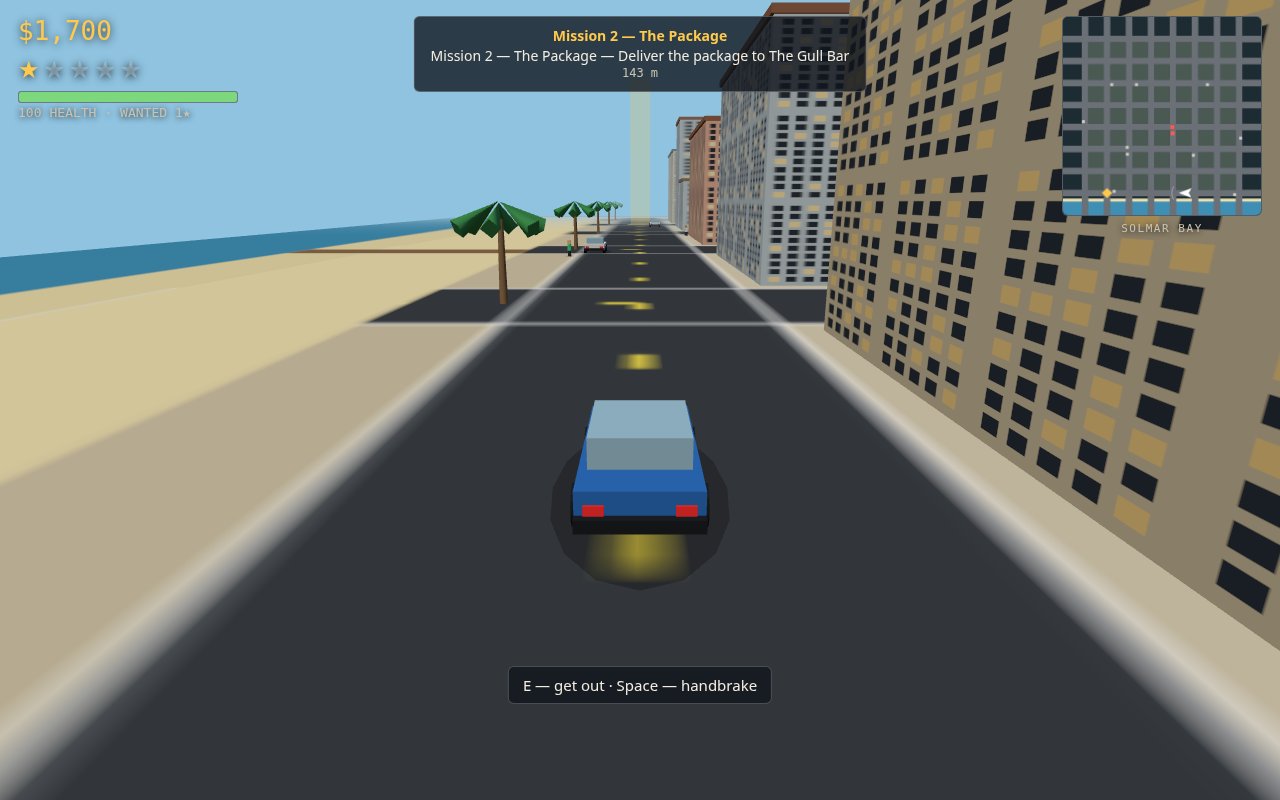 $1,700
★☆☆☆☆
100 HEALTH · WANTED 1★
Mission 2 — The Package
Mission 2 — The Package — Deliver the package to The Gull Bar
143 m
SOLMAR BAY
E — get out · Space — handbrake